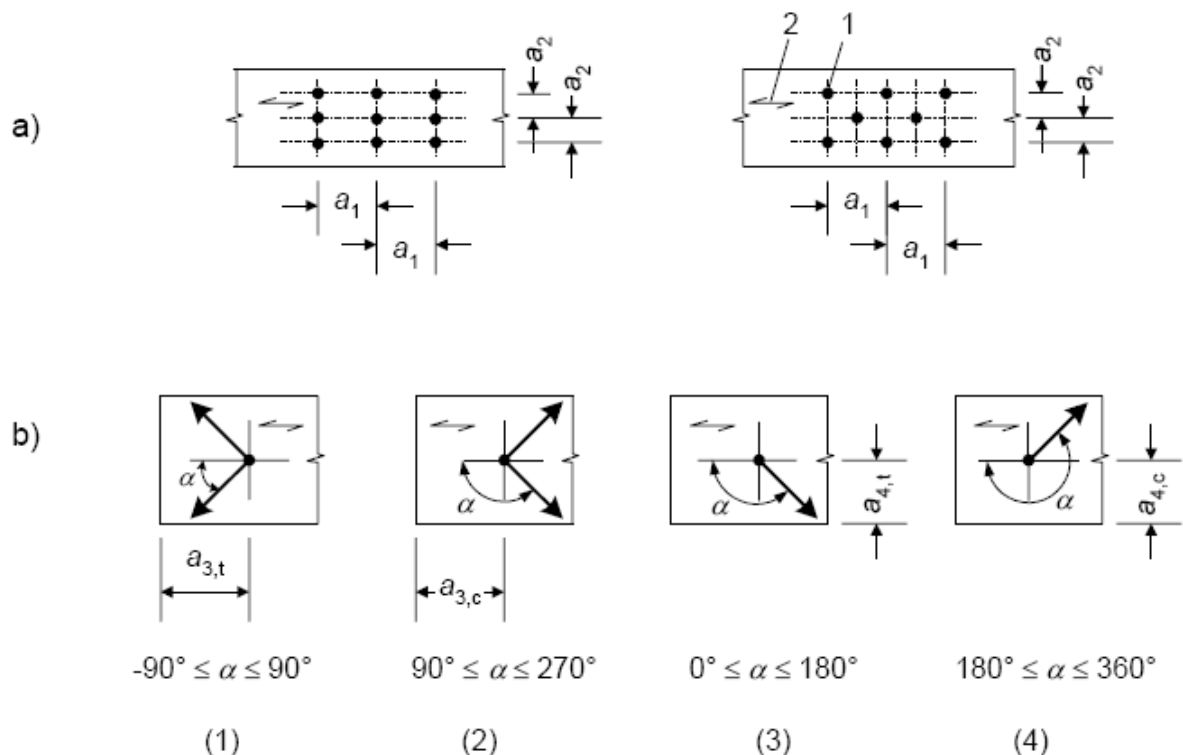 2 1
a₂ a₂ a₂ a₂
a)
a₁ a₁
a₁ a₁
b)
α α α α
a₄,t a₄,c
a₃,t a₃,c
-90° ≤ α ≤ 90° 90° ≤ α ≤ 270° 0° ≤ α ≤ 180° 180° ≤ α ≤ 360°
(1) (2) (3) (4)